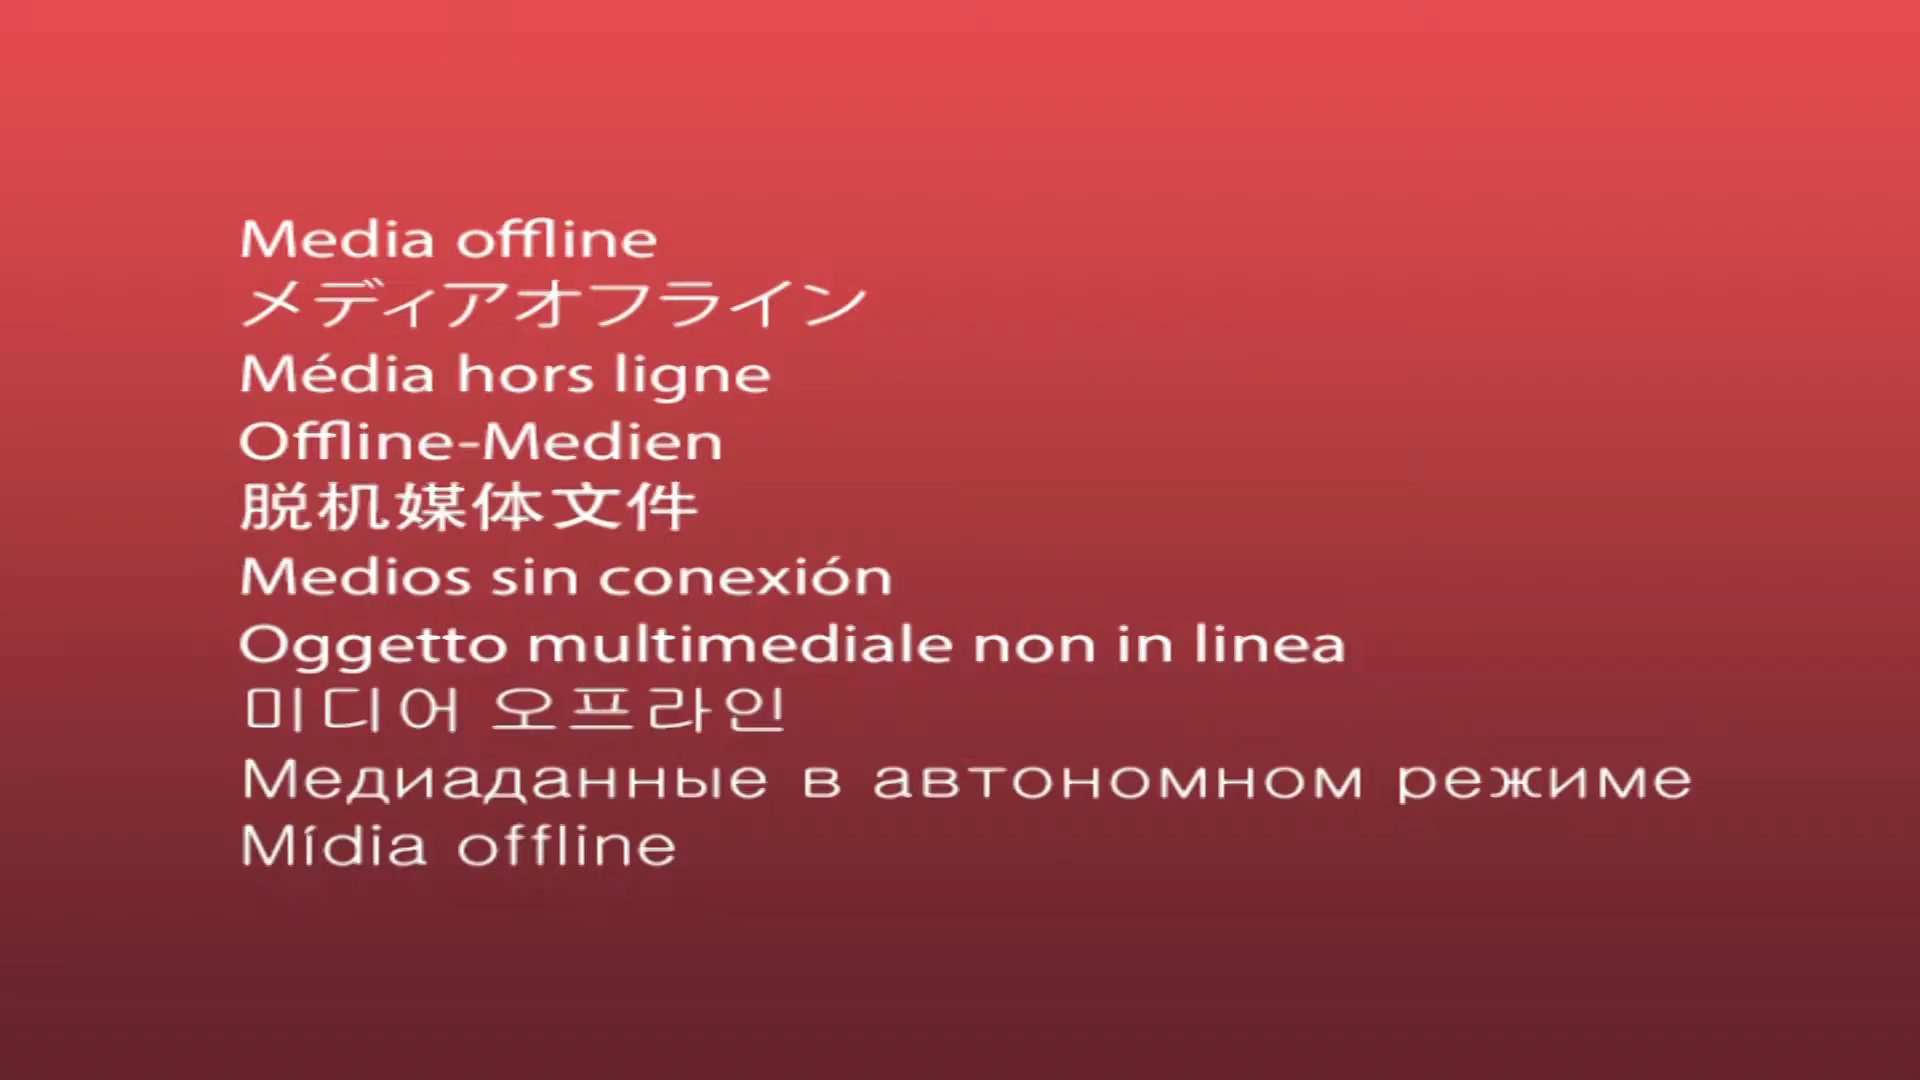 Media offline
メディアオフライン
Média hors ligne
Offline-Medien
脱机媒体文件
Medios sin conexión
Oggetto multimediale non in linea
미디어 오프라인
Медиаданные в автономном режиме
Mídia offline